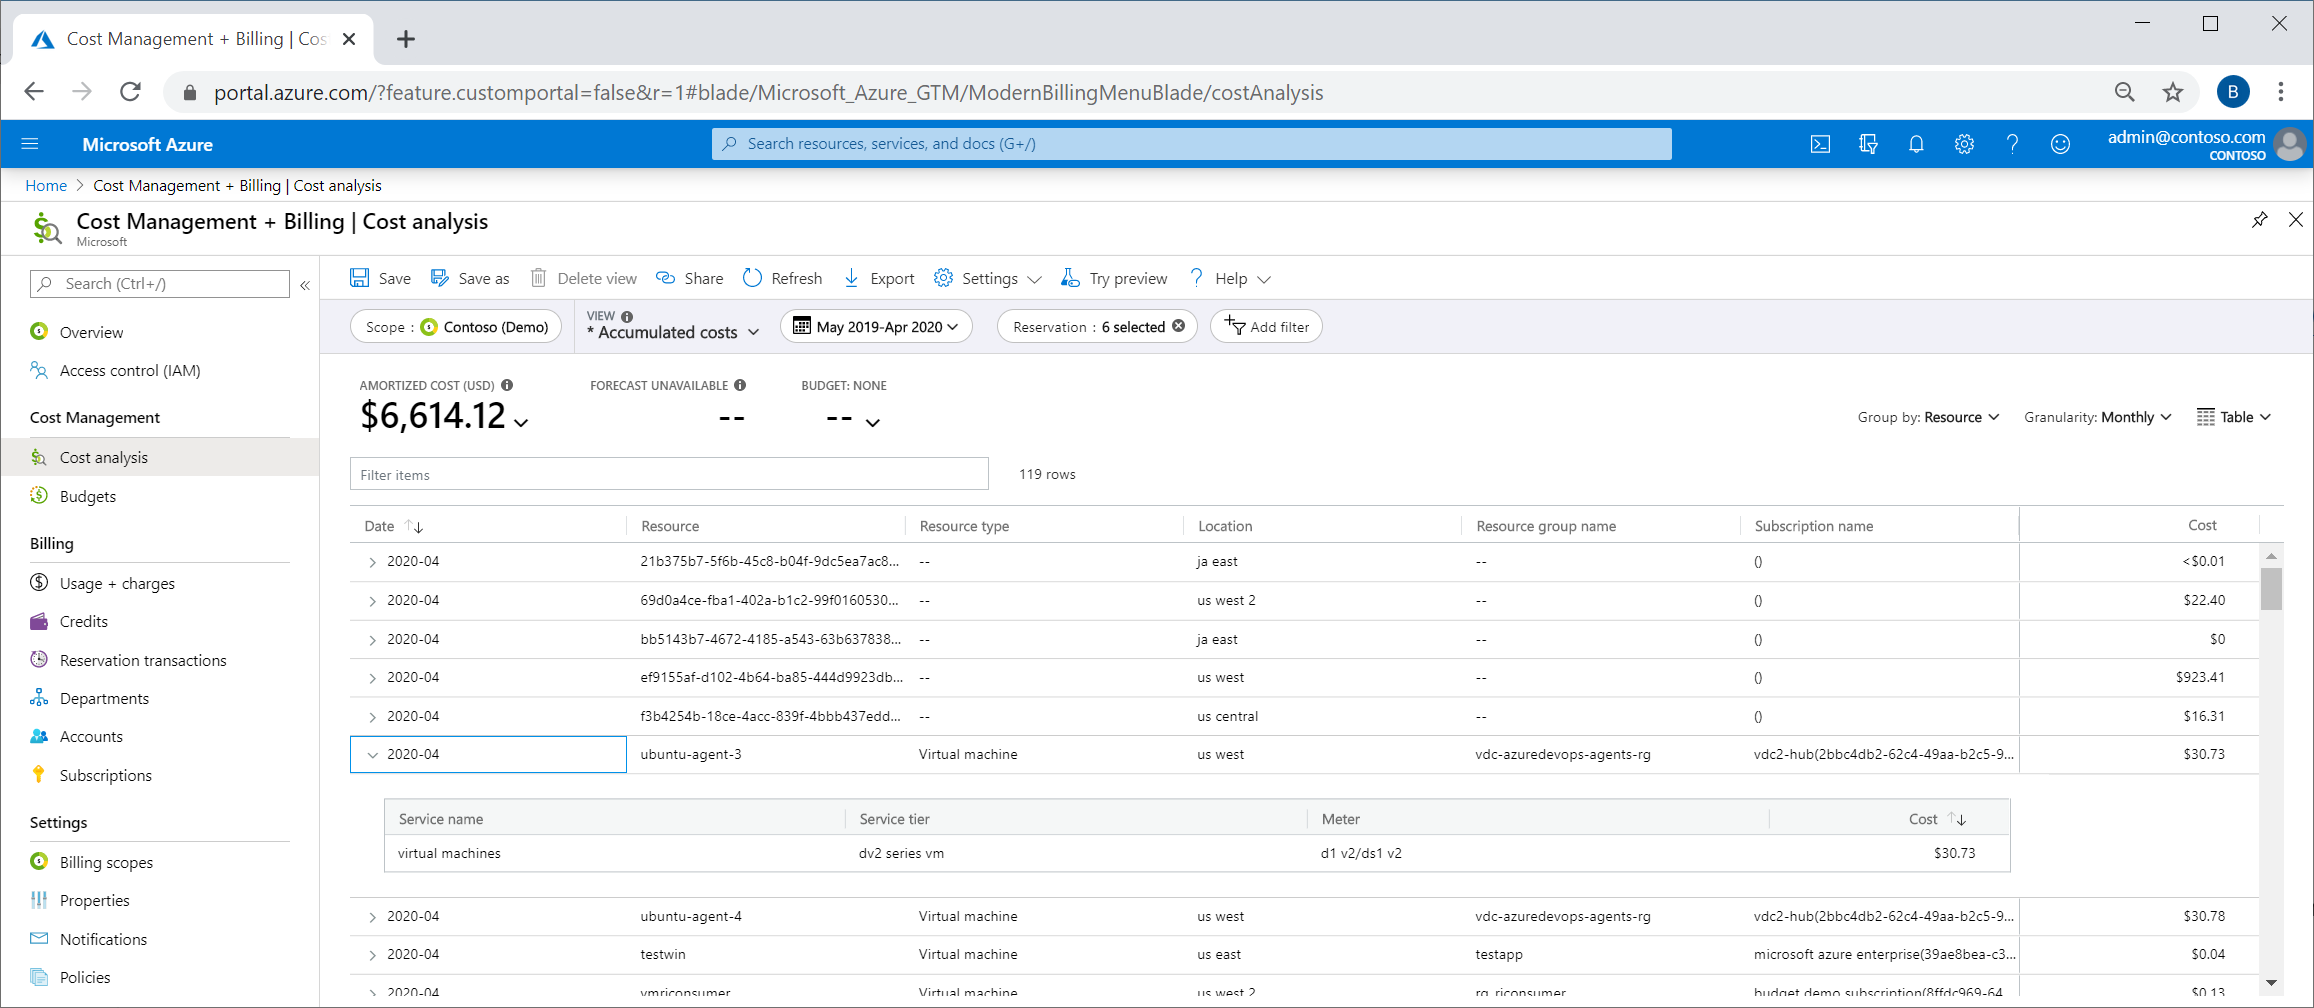 Cost Management + Billing | Cos
portal.azure.com/?feature.customportal=false&r=1#blade/Microsoft_Azure_GTM/ModernBillingMenuBlade/costAnalysis
B
Microsoft Azure
Search resources, services, and docs (G+/)
admin@contoso.com
CONTOSO
Home > Cost Management + Billing | Cost analysis
Cost Management + Billing | Cost analysis
Microsoft
Search (Ctrl+/)
«
Overview
Access control (IAM)
Cost Management
Cost analysis
Budgets
Billing
Usage + charges
Credits
Reservation transactions
Departments
Accounts
Subscriptions
Settings
Billing scopes
Properties
Notifications
Policies
Save Save as Delete view Share Refresh Export Settings Try preview Help
Scope : Contoso (Demo)
VIEW
* Accumulated costs
May 2019-Apr 2020
Reservation : 6 selected
Add filter
AMORTIZED COST (USD) FORECAST UNAVAILABLE BUDGET: NONE
$6,614.12 -- --
Group by: Resource Granularity: Monthly Table
Filter items 119 rows
Date Resource Resource type Location Resource group name Subscription name Cost
2020-04 21b375b7-5f6b-45c8-b04f-9dc5ea7ac8... -- ja east -- () <$0.01
2020-04 69d0a4ce-fba1-402a-b1c2-99f0160530... -- us west 2 -- () $22.40
2020-04 bb5143b7-4672-4185-a543-63b637838... -- ja east -- () $0
2020-04 ef9155af-d102-4b64-ba85-444d9923db... -- us west -- () $923.41
2020-04 f3b4254b-18ce-4acc-839f-4bbb437edd... -- us central -- () $16.31
2020-04 ubuntu-agent-3 Virtual machine us west vdc-azuredevops-agents-rg vdc2-hub(2bbc4db2-62c4-49aa-b2c5-9... $30.73
Service name Service tier Meter Cost
virtual machines dv2 series vm d1 v2/ds1 v2 $30.73
2020-04 ubuntu-agent-4 Virtual machine us west vdc-azuredevops-agents-rg vdc2-hub(2bbc4db2-62c4-49aa-b2c5-9... $30.78
2020-04 testwin Virtual machine us east testapp microsoft azure enterprise(39ae8bea-c3... $0.04
2020-04 vmriconsumer Virtual machine us west 2 rg_riconsumer budget demo subscription(8ffdc969-64 $0.13